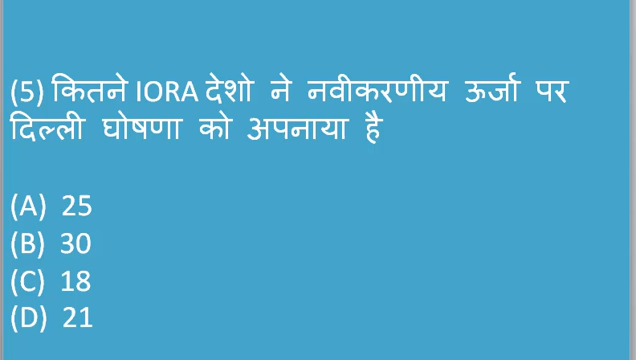 (5) कितने IORA देशो ने नवीकरणीय ऊर्जा पर
दिल्ली घोषणा को अपनाया है
(A) 25
(B) 30
(C) 18
(D) 21